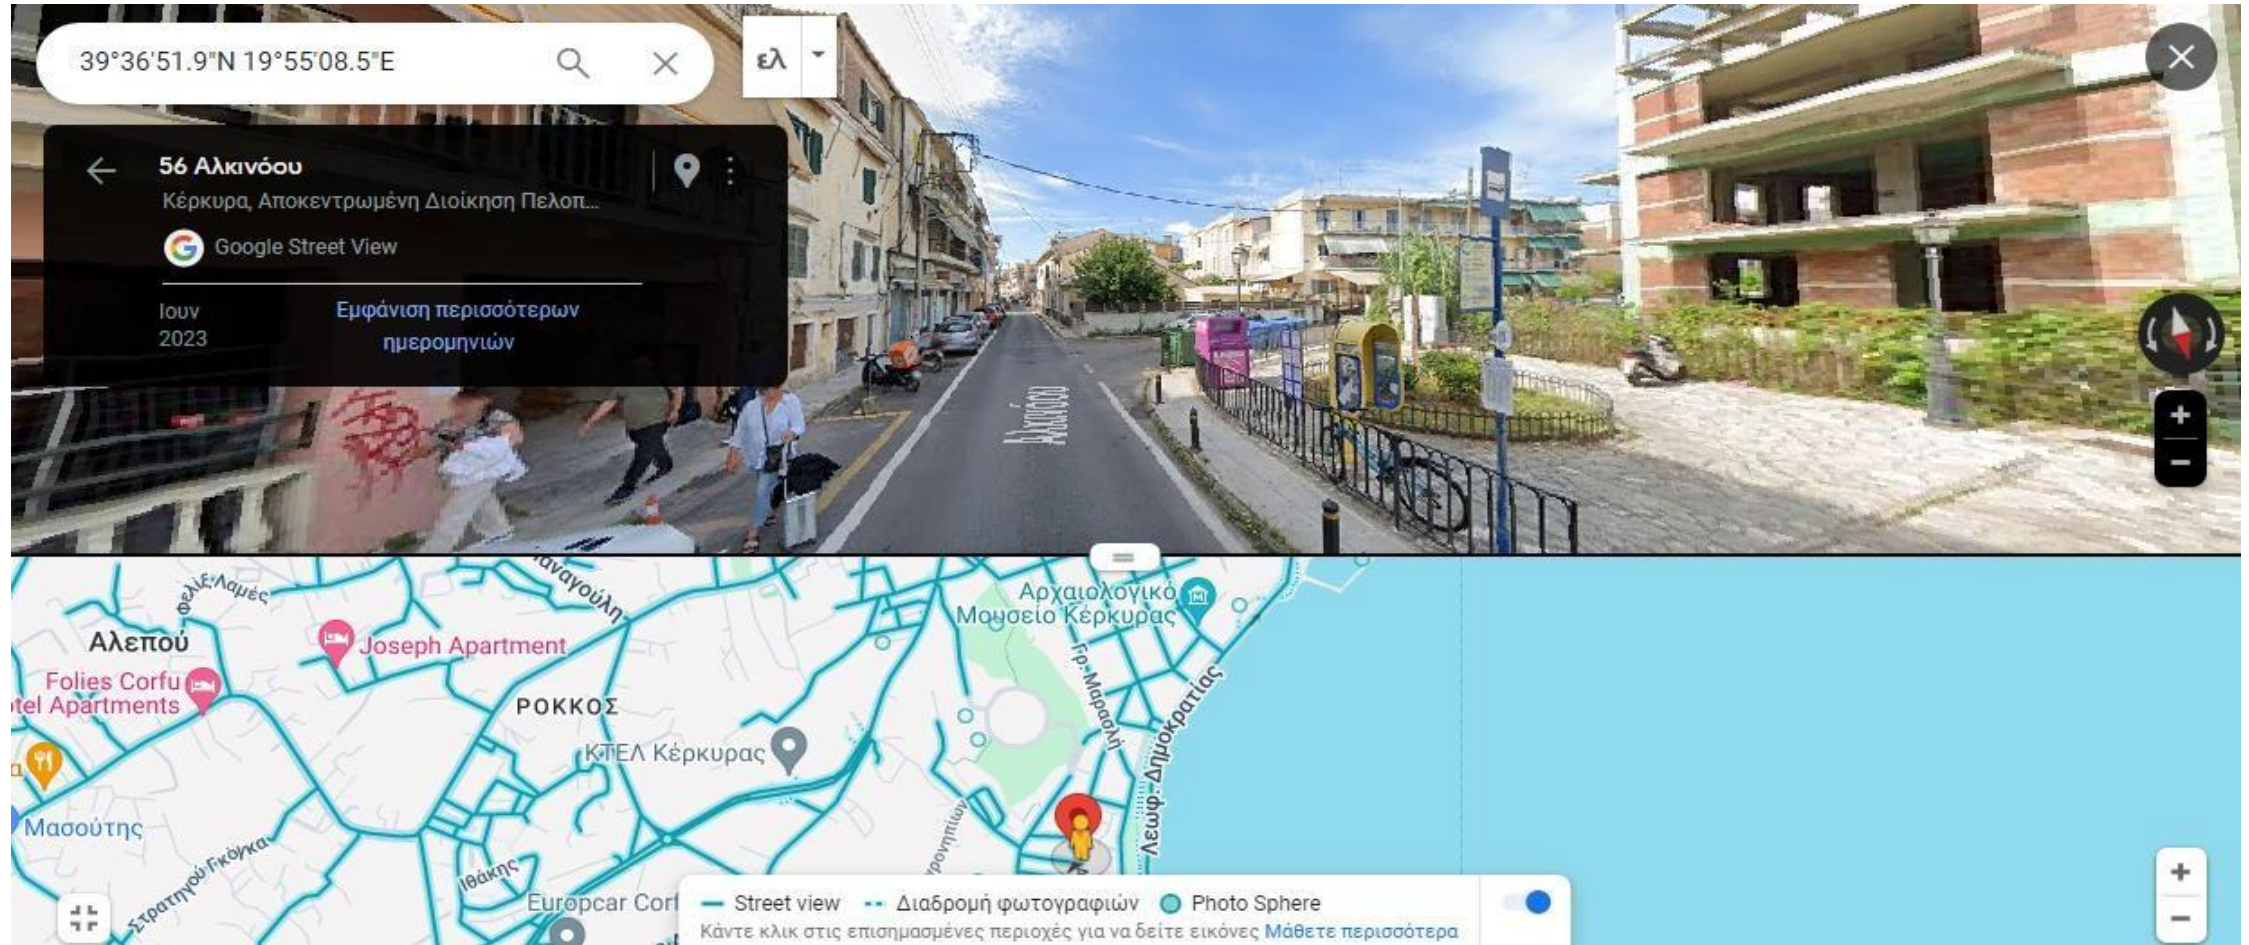 39°36'51.9"N 19°55'08.5"E
ελ
56 Αλκινόου
Κέρκυρα, Αποκεντρωμένη Διοίκηση Πελοπ...
Google Street View
Ιουν
2023
Εμφάνιση περισσότερων
ημερομηνιών
Αλκινόου
Φελίξ Λαμές
Παναγούλη
Αρχαιολογικό
Μουσείο Κέρκυρας
Αλεπού
Joseph Apartment
Folies Corfu
tel Apartments
ΡΟΚΚΟΣ
Γρ. Μαρασλή
Λεωφ. Δημοκρατίας
ΚΤΕΛ Κέρκυρας
Μασούτης
Στρατηγού Γκόγκα
Ιθάκης
Europcar Corf
Street view
Διαδρομή φωτογραφιών
Photo Sphere
Κάντε κλικ στις επισημασμένες περιοχές για να δείτε εικόνες Μάθετε περισσότερα